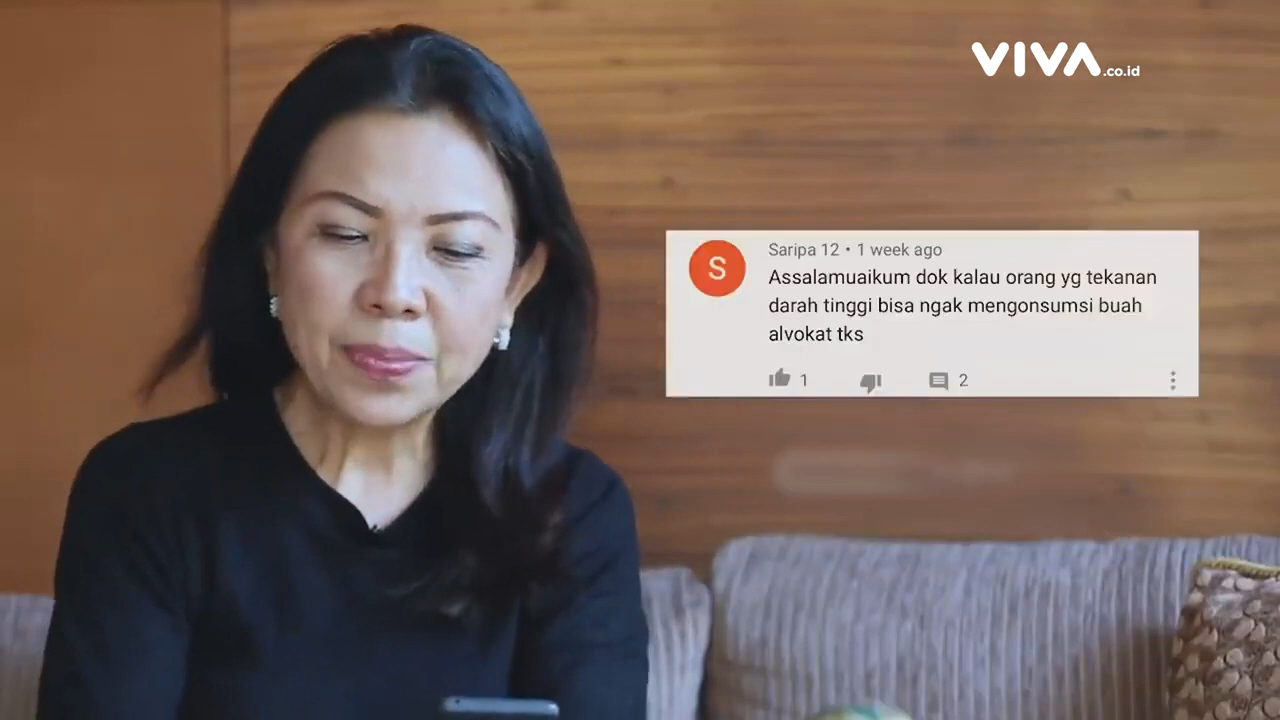 VIVA.co.id
S
Saripa 12 • 1 week ago
Assalamuaikum dok kalau orang yg tekanan
darah tinggi bisa ngak mengonsumsi buah
alvokat tks
1
2